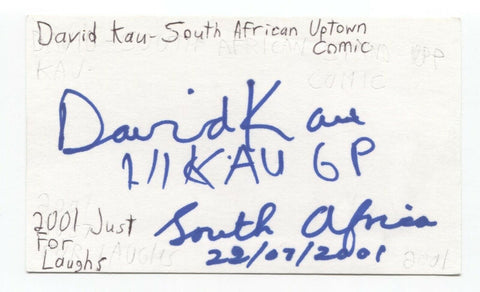 David Kau-South African Uptown
Comic
David Kau
1/1 KAU GP
South Africa
22/07/2001
2001 Just
For
Laughs